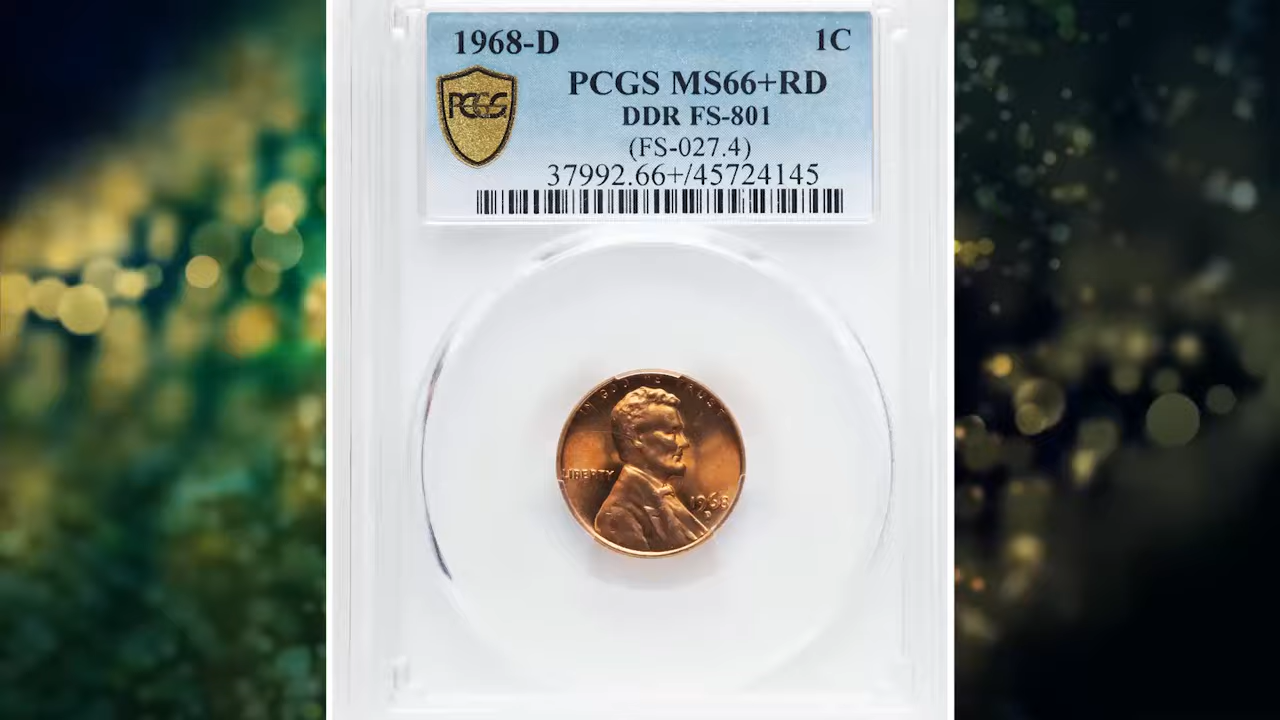 1968-D 1C
PCGS MS66+RD
PCGS
DDR FS-801
(FS-027.4)
37992.66+/45724145
IN GOD WE TRUST
LIBERTY
1968
D